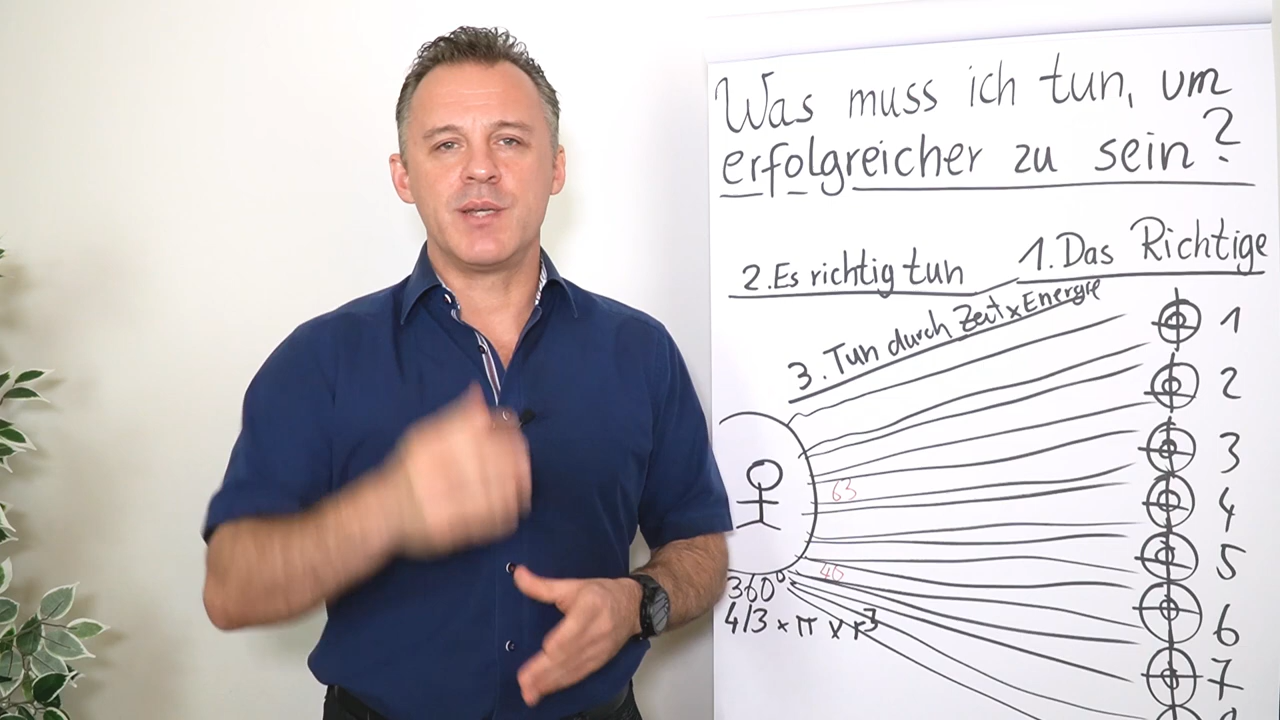 Was muss ich tun, um
erfolgreicher zu sein?
1. Das Richtige
2. Es richtig tun
3. Tun durch Zeit x Energie
1
2
3
63
4
5
46
360°
4/3 x π x r³
6
7